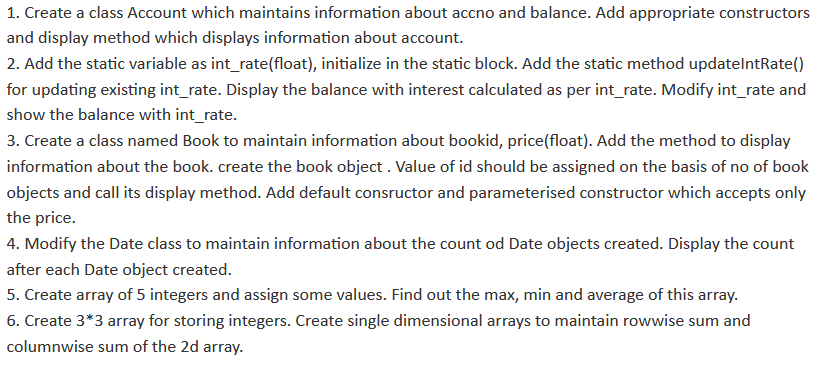 1. Create a class Account which maintains information about accno and balance. Add appropriate constructors
and display method which displays information about account.
2. Add the static variable as int_rate(float), initialize in the static block. Add the static method updateIntRate()
for updating existing int_rate. Display the balance with interest calculated as per int_rate. Modify int_rate and
show the balance with int_rate.
3. Create a class named Book to maintain information about bookid, price(float). Add the method to display
information about the book. create the book object . Value of id should be assigned on the basis of no of book
objects and call its display method. Add default consructor and parameterised constructor which accepts only
the price.
4. Modify the Date class to maintain information about the count od Date objects created. Display the count
after each Date object created.
5. Create array of 5 integers and assign some values. Find out the max, min and average of this array.
6. Create 3*3 array for storing integers. Create single dimensional arrays to maintain rowwise sum and
columnwise sum of the 2d array.